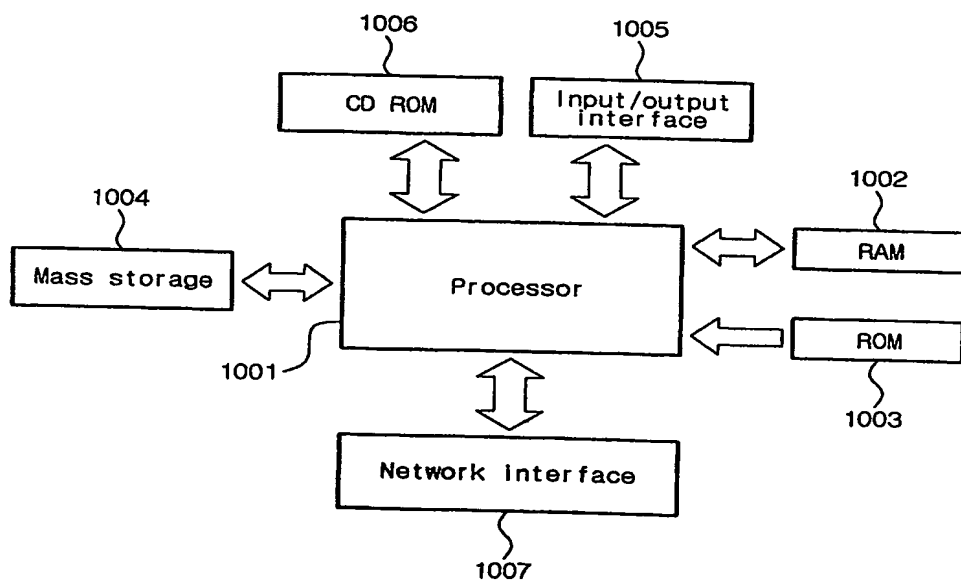 1006
1005
CD ROM
Input/output
interface
1004
1002
Mass storage
RAM
Processor
ROM
1001
1003
Network interface
1007